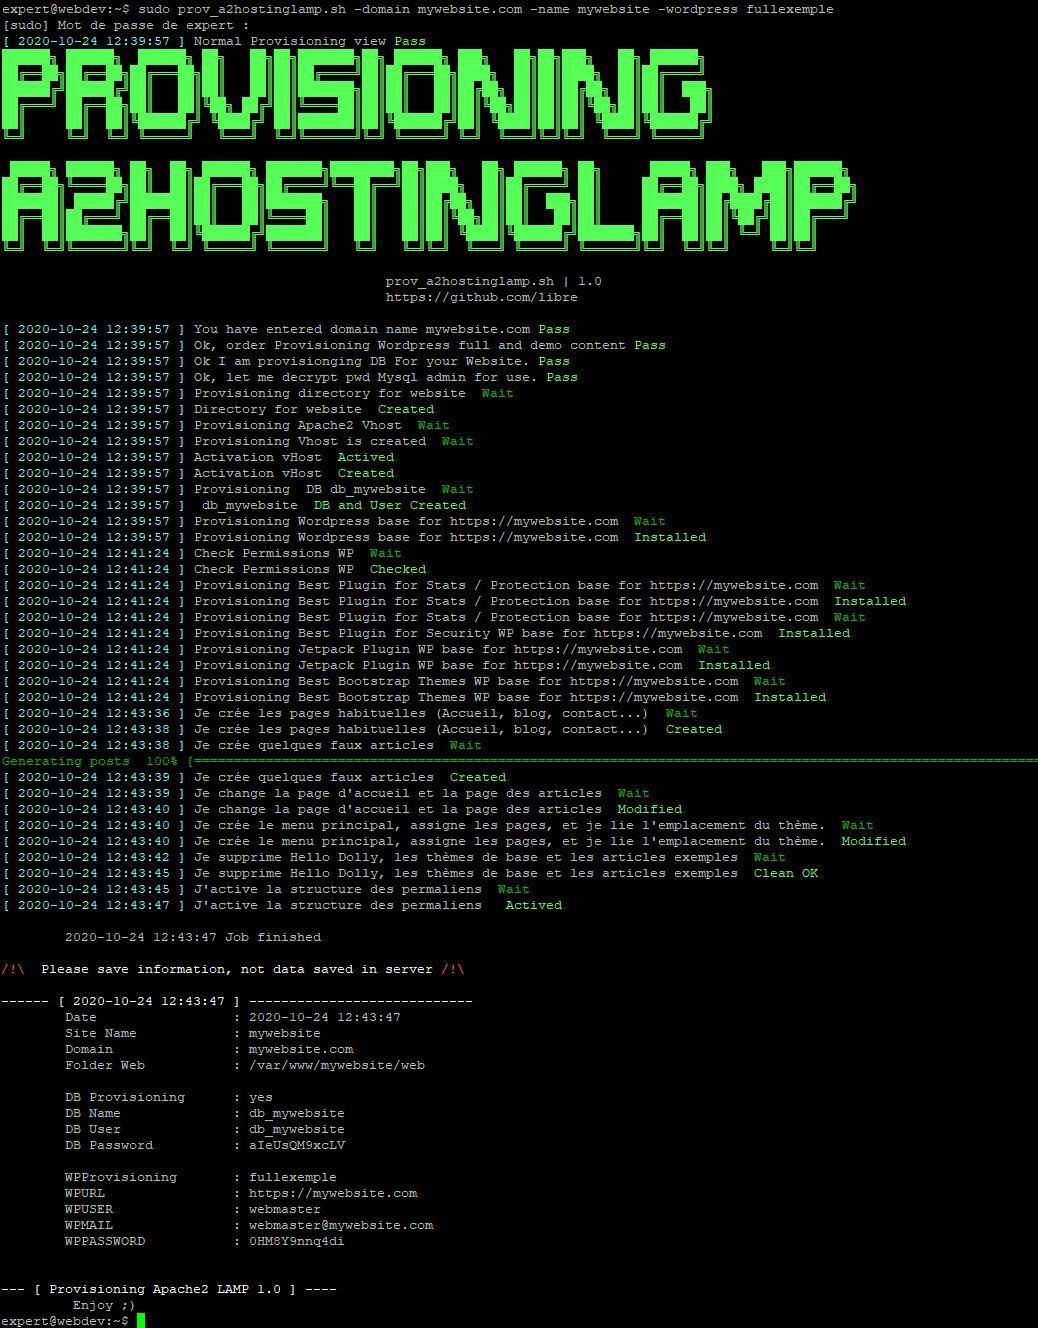 expert@webdev:~$ sudo prov_a2hostinglamp.sh -domain mywebsite.com -name mywebsite -wordpress fullexemple
[sudo] Mot de passe de expert :
[ 2020-10-24 12:39:57 ] Normal Provisioning view Pass
PROVISIONING
A2HOSTINGLAMP
prov_a2hostinglamp.sh | 1.0
https://github.com/libre
[ 2020-10-24 12:39:57 ] You have entered domain name mywebsite.com Pass
[ 2020-10-24 12:39:57 ] Ok, order Provisioning Wordpress full and demo content Pass
[ 2020-10-24 12:39:57 ] Ok I am provisionging DB For your Website. Pass
[ 2020-10-24 12:39:57 ] Ok, let me decrypt pwd Mysql admin for use. Pass
[ 2020-10-24 12:39:57 ] Provisioning directory for website  Wait
[ 2020-10-24 12:39:57 ] Directory for website  Created
[ 2020-10-24 12:39:57 ] Provisioning Apache2 Vhost  Wait
[ 2020-10-24 12:39:57 ] Provisioning Vhost is created  Wait
[ 2020-10-24 12:39:57 ] Activation vHost  Actived
[ 2020-10-24 12:39:57 ] Activation vHost  Created
[ 2020-10-24 12:39:57 ] Provisioning  DB db_mywebsite  Wait
[ 2020-10-24 12:39:57 ]  db_mywebsite  DB and User Created
[ 2020-10-24 12:39:57 ] Provisioning Wordpress base for https://mywebsite.com  Wait
[ 2020-10-24 12:39:57 ] Provisioning Wordpress base for https://mywebsite.com  Installed
[ 2020-10-24 12:41:24 ] Check Permissions WP  Wait
[ 2020-10-24 12:41:24 ] Check Permissions WP  Checked
[ 2020-10-24 12:41:24 ] Provisioning Best Plugin for Stats / Protection base for https://mywebsite.com  Wait
[ 2020-10-24 12:41:24 ] Provisioning Best Plugin for Stats / Protection base for https://mywebsite.com  Installed
[ 2020-10-24 12:41:24 ] Provisioning Best Plugin for Stats / Protection base for https://mywebsite.com  Wait
[ 2020-10-24 12:41:24 ] Provisioning Best Plugin for Security WP base for https://mywebsite.com  Installed
[ 2020-10-24 12:41:24 ] Provisioning Jetpack Plugin WP base for https://mywebsite.com  Wait
[ 2020-10-24 12:41:24 ] Provisioning Jetpack Plugin WP base for https://mywebsite.com  Installed
[ 2020-10-24 12:41:24 ] Provisioning Best Bootstrap Themes WP base for https://mywebsite.com  Wait
[ 2020-10-24 12:41:24 ] Provisioning Best Bootstrap Themes WP base for https://mywebsite.com  Installed
[ 2020-10-24 12:43:36 ] Je crée les pages habituelles (Accueil, blog, contact...)  Wait
[ 2020-10-24 12:43:38 ] Je crée les pages habituelles (Accueil, blog, contact...)  Created
[ 2020-10-24 12:43:38 ] Je crée quelques faux articles  Wait
Generating posts  100% [==========================================================================================================
[ 2020-10-24 12:43:39 ] Je crée quelques faux articles  Created
[ 2020-10-24 12:43:39 ] Je change la page d'accueil et la page des articles  Wait
[ 2020-10-24 12:43:40 ] Je change la page d'accueil et la page des articles  Modified
[ 2020-10-24 12:43:40 ] Je crée le menu principal, assigne les pages, et je lie l'emplacement du thème.  Wait
[ 2020-10-24 12:43:40 ] Je crée le menu principal, assigne les pages, et je lie l'emplacement du thème.  Modified
[ 2020-10-24 12:43:42 ] Je supprime Hello Dolly, les thèmes de base et les articles exemples  Wait
[ 2020-10-24 12:43:45 ] Je supprime Hello Dolly, les thèmes de base et les articles exemples  Clean OK
[ 2020-10-24 12:43:45 ] J'active la structure des permaliens  Wait
[ 2020-10-24 12:43:47 ] J'active la structure des permaliens   Actived
2020-10-24 12:43:47 Job finished
/!\  Please save information, not data saved in server /!\
------ [ 2020-10-24 12:43:47 ] ----------------------------
Date                 : 2020-10-24 12:43:47
Site Name            : mywebsite
Domain               : mywebsite.com
Folder Web           : /var/www/mywebsite/web
DB Provisioning      : yes
DB Name              : db_mywebsite
DB User              : db_mywebsite
DB Password          : aIeUsQM9xcLV
WPProvisioning       : fullexemple
WPURL                : https://mywebsite.com
WPUSER               : webmaster
WPMAIL               : webmaster@mywebsite.com
WPPASSWORD           : 0HM8Y9nnq4di
--- [ Provisioning Apache2 LAMP 1.0 ] ----
Enjoy ;)
expert@webdev:~$